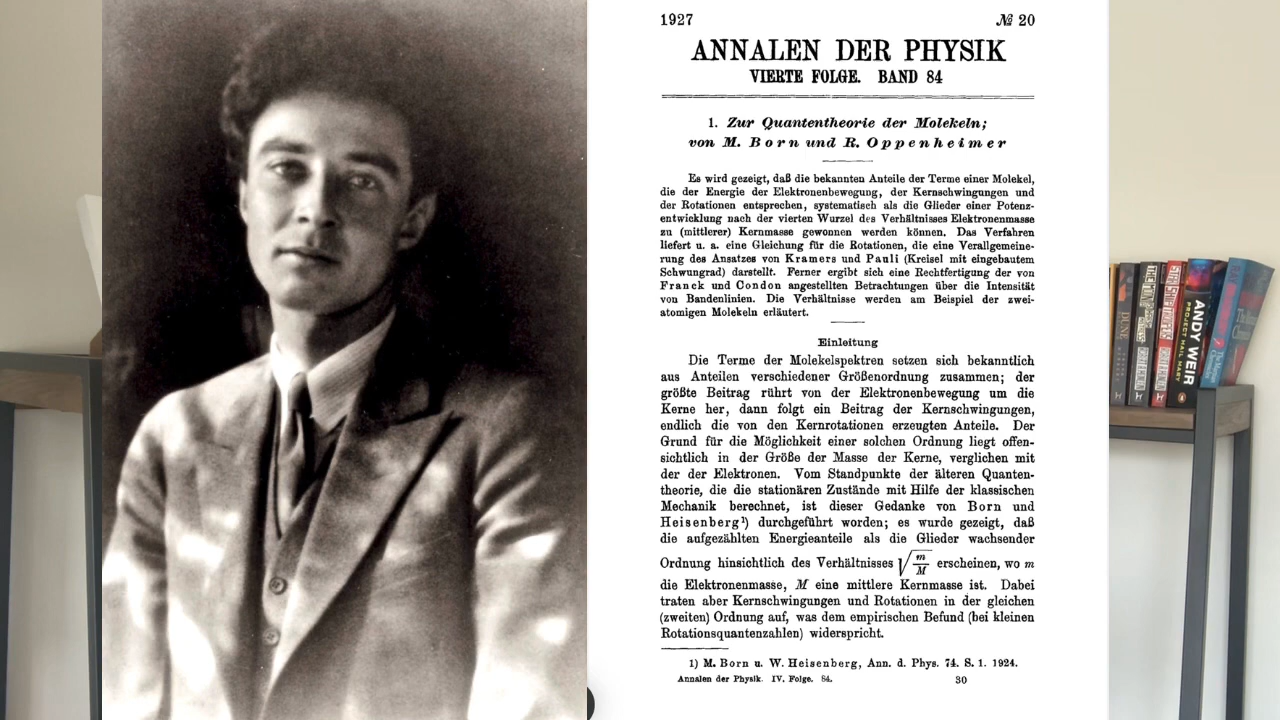 1927 № 20
ANNALEN DER PHYSIK
VIERTE FOLGE. BAND 84
1. Zur Quantentheorie der Molekeln;
von M. Born und R. Oppenheimer
Es wird gezeigt, daß die bekannten Anteile der Terme einer Molekel,
die der Energie der Elektronenbewegung, der Kernschwingungen und
der Rotationen entsprechen, systematisch als die Glieder einer Potenz-
entwicklung nach der vierten Wurzel des Verhältnisses Elektronenmasse
zu (mittlerer) Kernmasse gewonnen werden können. Das Verfahren
liefert u. a. eine Gleichung für die Rotationen, die eine Verallgemeine-
rung des Ansatzes von Kramers und Pauli (Kreisel mit eingebautem
Schwungrad) darstellt. Ferner ergibt sich eine Rechtfertigung der von
Franck und Condon angestellten Betrachtungen über die Intensität
von Bandenlinien. Die Verhältnisse werden am Beispiel der zwei-
atomigen Molekeln erläutert.
Einleitung
Die Terme der Molekelspektren setzen sich bekanntlich
aus Anteilen verschiedener Größenordnung zusammen; der
größte Beitrag rührt von der Elektronenbewegung um die
Kerne her, dann folgt ein Beitrag der Kernschwingungen,
endlich die von den Kernrotationen erzeugten Anteile. Der
Grund für die Möglichkeit einer solchen Ordnung liegt offen-
sichtlich in der Größe der Masse der Kerne, verglichen mit
der der Elektronen. Vom Standpunkte der älteren Quanten-
theorie, die die stationären Zustände mit Hilfe der klassischen
Mechanik berechnet, ist dieser Gedanke von Born und
Heisenberg¹) durchgeführt worden; es wurde gezeigt, daß
die aufgezählten Energieanteile als die Glieder wachsender
Ordnung hinsichtlich des Verhältnisses √(m/M) erscheinen, wo m
die Elektronenmasse, M eine mittlere Kernmasse ist. Dabei
traten aber Kernschwingungen und Rotationen in der gleichen
(zweiten) Ordnung auf, was dem empirischen Befund (bei kleinen
Rotationsquantenzahlen) widerspricht.
1) M. Born u. W. Heisenberg, Ann. d. Phys. 74. S. 1. 1924.
Annalen der Physik. IV. Folge. 84. 30
DUNE
ANDY WEIR
PROJECT HAIL MARY